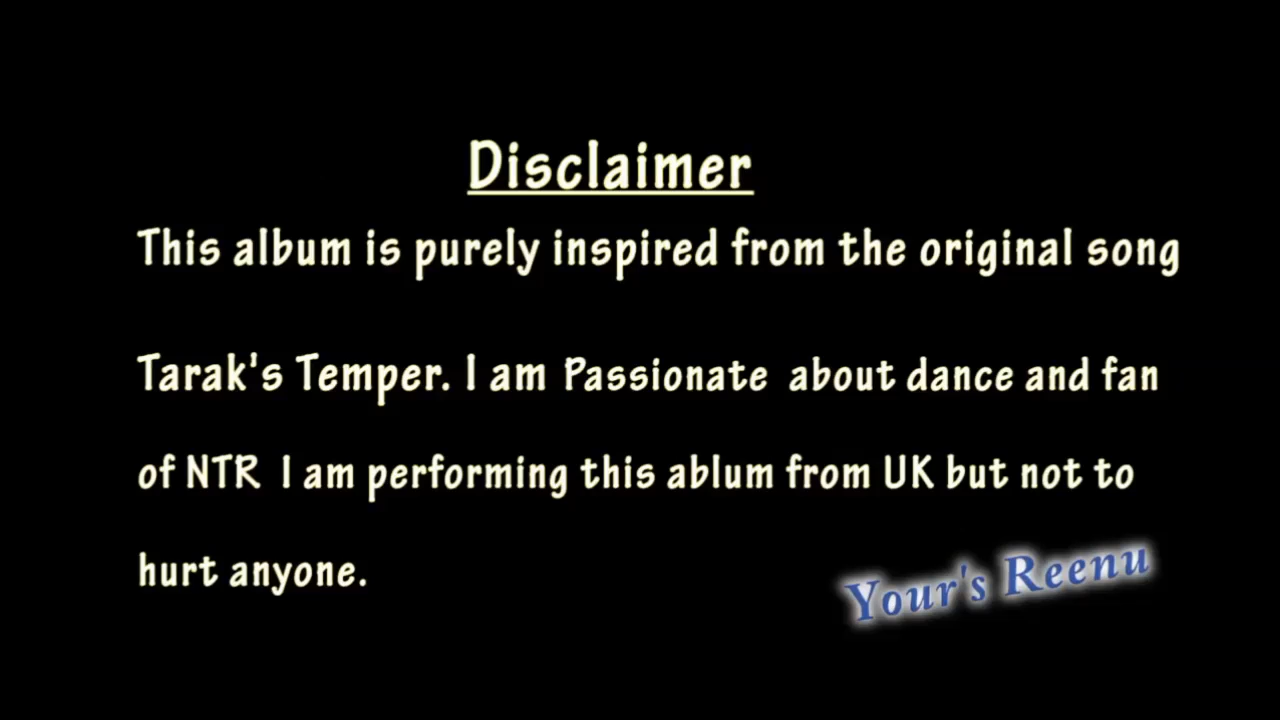 Disclaimer
This album is purely inspired from the original song
Tarak's Temper. I am Passionate about dance and fan
of NTR I am performing this ablum from UK but not to
hurt anyone.
Your's Reenu